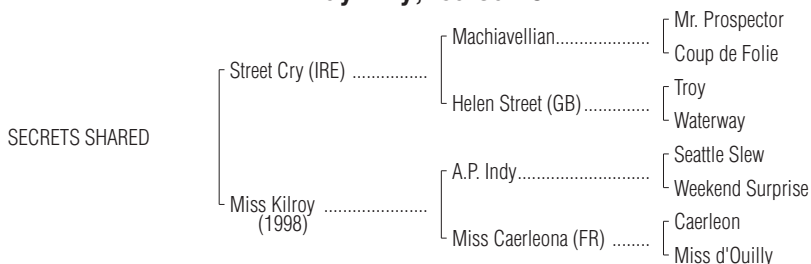 Machiavellian.................... Mr. Prospector
Coup de Folie
Street Cry (IRE) ................
Helen Street (GB).............. Troy
Waterway
SECRETS SHARED
A.P. Indy............................ Seattle Slew
Weekend Surprise
Miss Kilroy ......................
(1998)
Miss Caerleona (FR) ........ Caerleon
Miss d'Ouilly